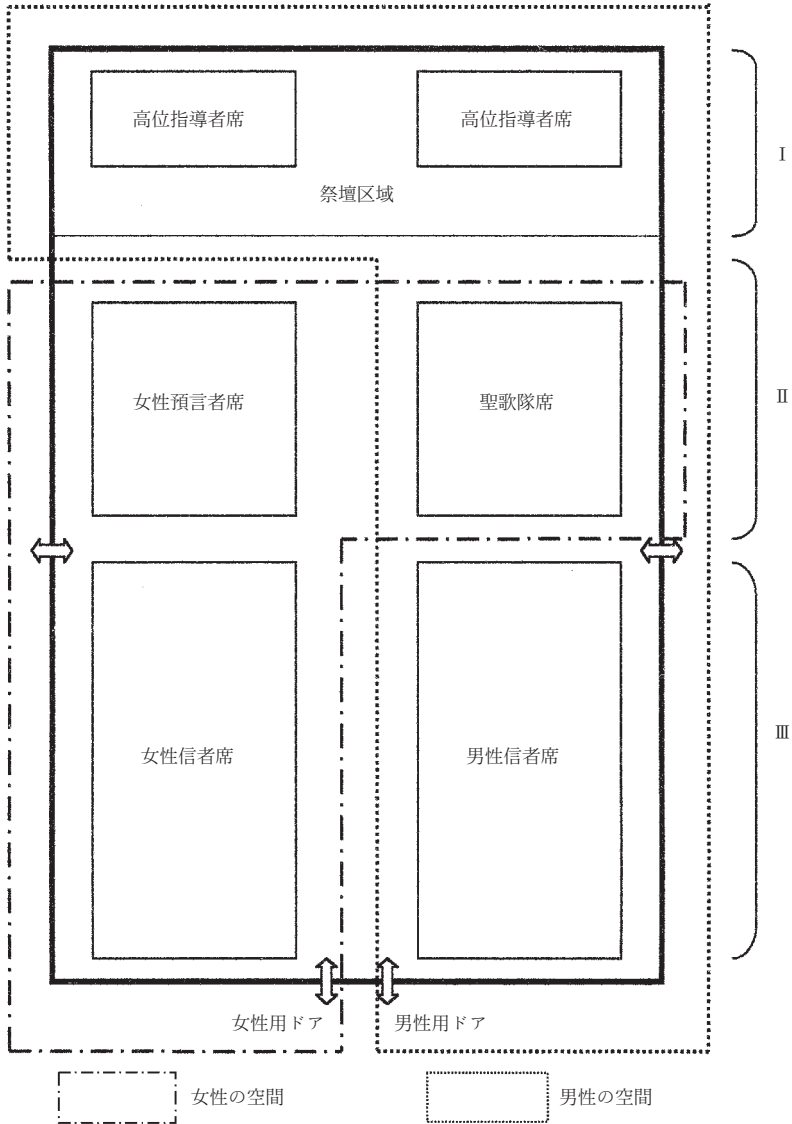 高位指導者席
高位指導者席
祭壇区域
Ⅰ
女性預言者席
聖歌隊席
Ⅱ
女性信者席
男性信者席
Ⅲ
女性用ドア
男性用ドア
女性の空間
男性の空間